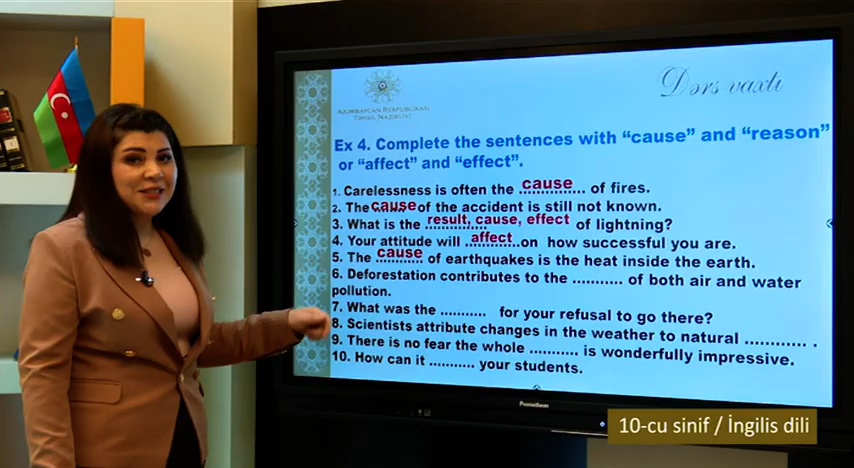 Dərs vaxtı
AZƏRBAYCAN RESPUBLİKASI
TƏHSİL NAZİRLİYİ
Ex 4. Complete the sentences with “cause” and “reason”
or “affect” and “effect”.
1. Carelessness is often the cause of fires.
2. The cause of the accident is still not known.
3. What is the result, cause, effect of lightning?
4. Your attitude will affect on how successful you are.
5. The cause of earthquakes is the heat inside the earth.
6. Deforestation contributes to the ........... of both air and water
pollution.
7. What was the ........... for your refusal to go there?
8. Scientists attribute changes in the weather to natural ............. .
9. There is no fear the whole ........... is wonderfully impressive.
10. How can it ........... your students.
Promethean
10-cu sinif / İngilis dili